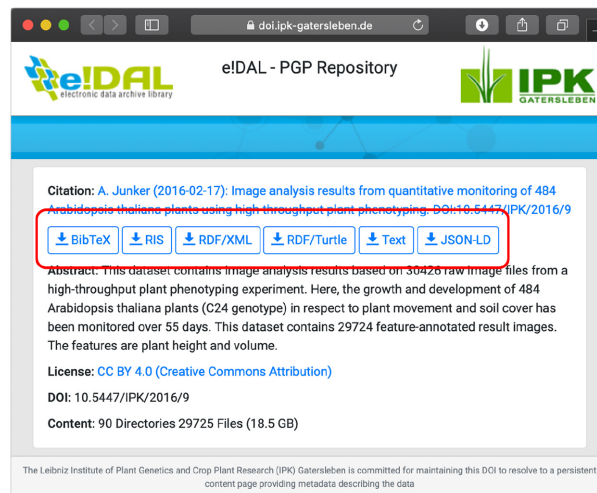 doi.ipk-gatersleben.de
e!DAL
electronic data archive library
e!DAL - PGP Repository
IPK
GATERSLEBEN
Citation: A. Junker (2016-02-17): Image analysis results from quantitative monitoring of 484
Arabidopsis thaliana plants using high-throughput plant phenotyping. DOI:10.5447/IPK/2016/9
BibTeX RIS RDF/XML RDF/Turtle Text JSON-LD
Abstract: This dataset contains image analysis results based on 30426 raw image files from a
high-throughput plant phenotyping experiment. Here, the growth and development of 484
Arabidopsis thaliana plants (C24 genotype) in respect to plant movement and soil cover has
been monitored over 55 days. This dataset contains 29724 feature-annotated result images.
The features are plant height and volume.
License: CC BY 4.0 (Creative Commons Attribution)
DOI: 10.5447/IPK/2016/9
Content: 90 Directories 29725 Files (18.5 GB)
The Leibniz Institute of Plant Genetics and Crop Plant Research (IPK) Gatersleben is committed for maintaining this DOI to resolve to a persistent
content page providing metadata describing the data